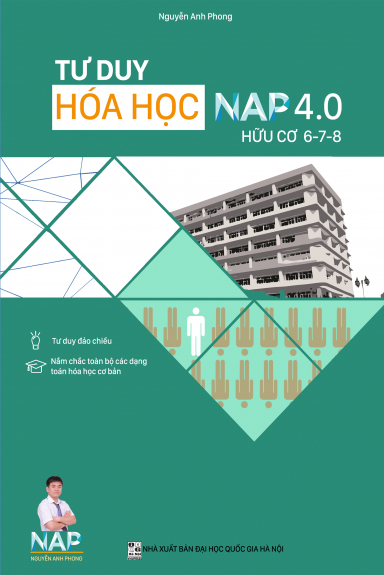 Nguyễn Anh Phong
TƯ DUY
HÓA HỌC NAP 4.0
HỮU CƠ 6-7-8
Tư duy đảo chiều
Nắm chắc toàn bộ các dạng
toán hóa học cơ bản
NAP
NGUYỄN ANH PHONG
NHÀ XUẤT BẢN ĐẠI HỌC QUỐC GIA HÀ NỘI